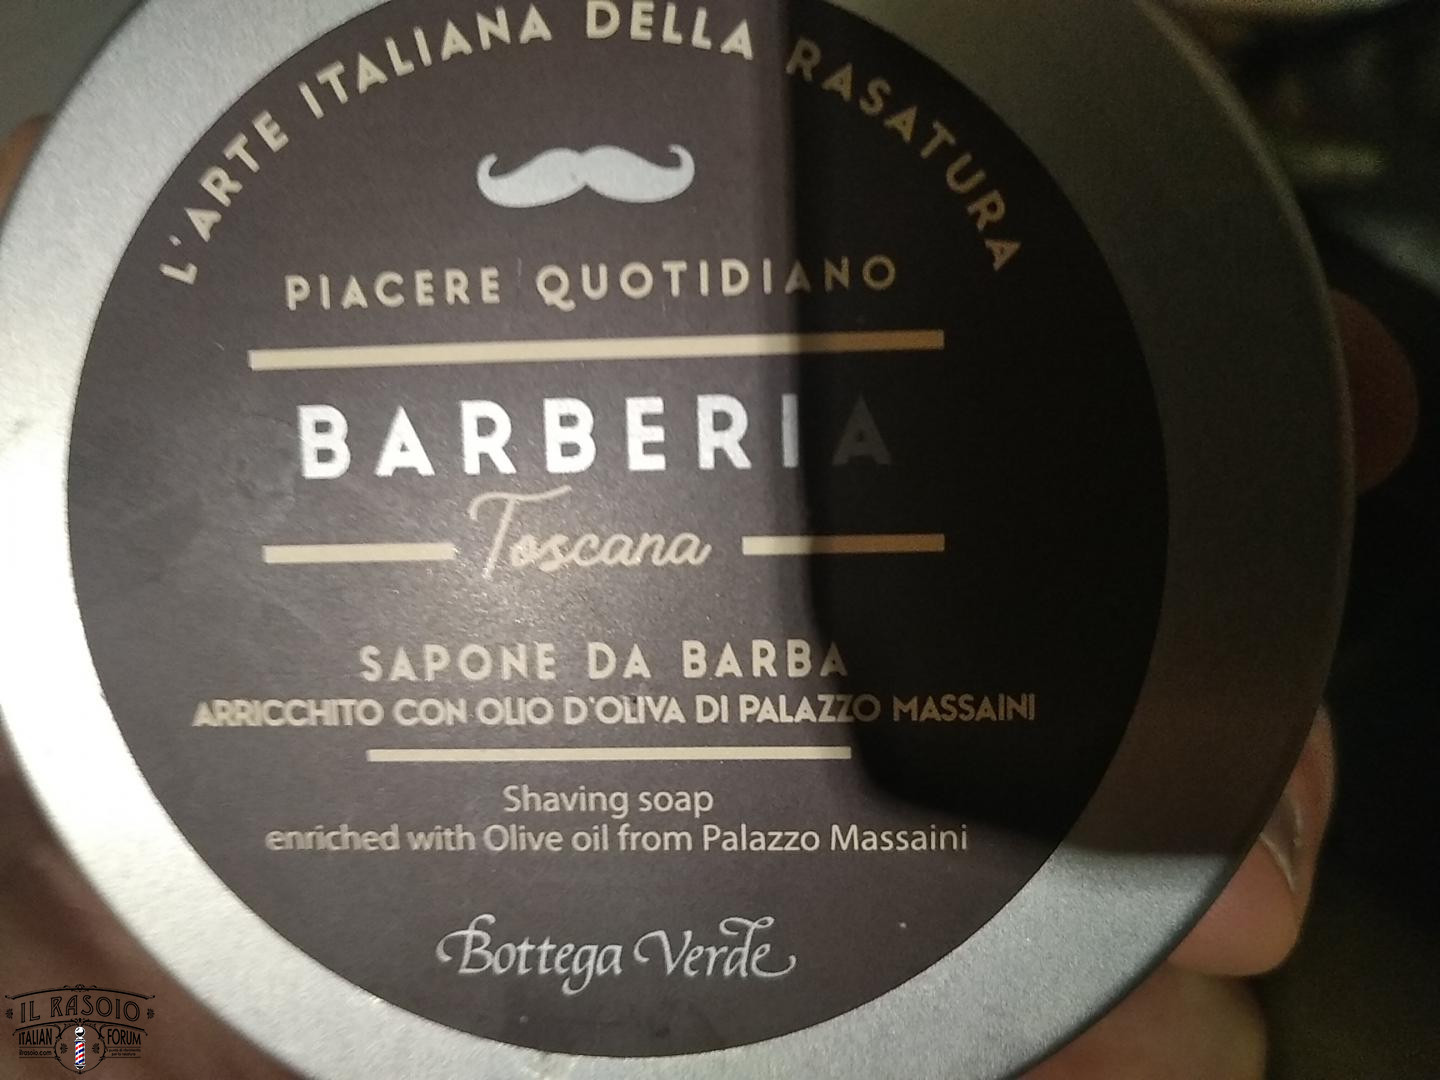 L'ARTE ITALIANA DELLA RASATURA
PIACERE QUOTIDIANO
BARBERIA
Toscana
SAPONE DA BARBA
ARRICCHITO CON OLIO D'OLIVA DI PALAZZO MASSAINI
Shaving soap
enriched with Olive oil from Palazzo Massaini
Bottega Verde
IL RASOIO
ITALIAN FORUM